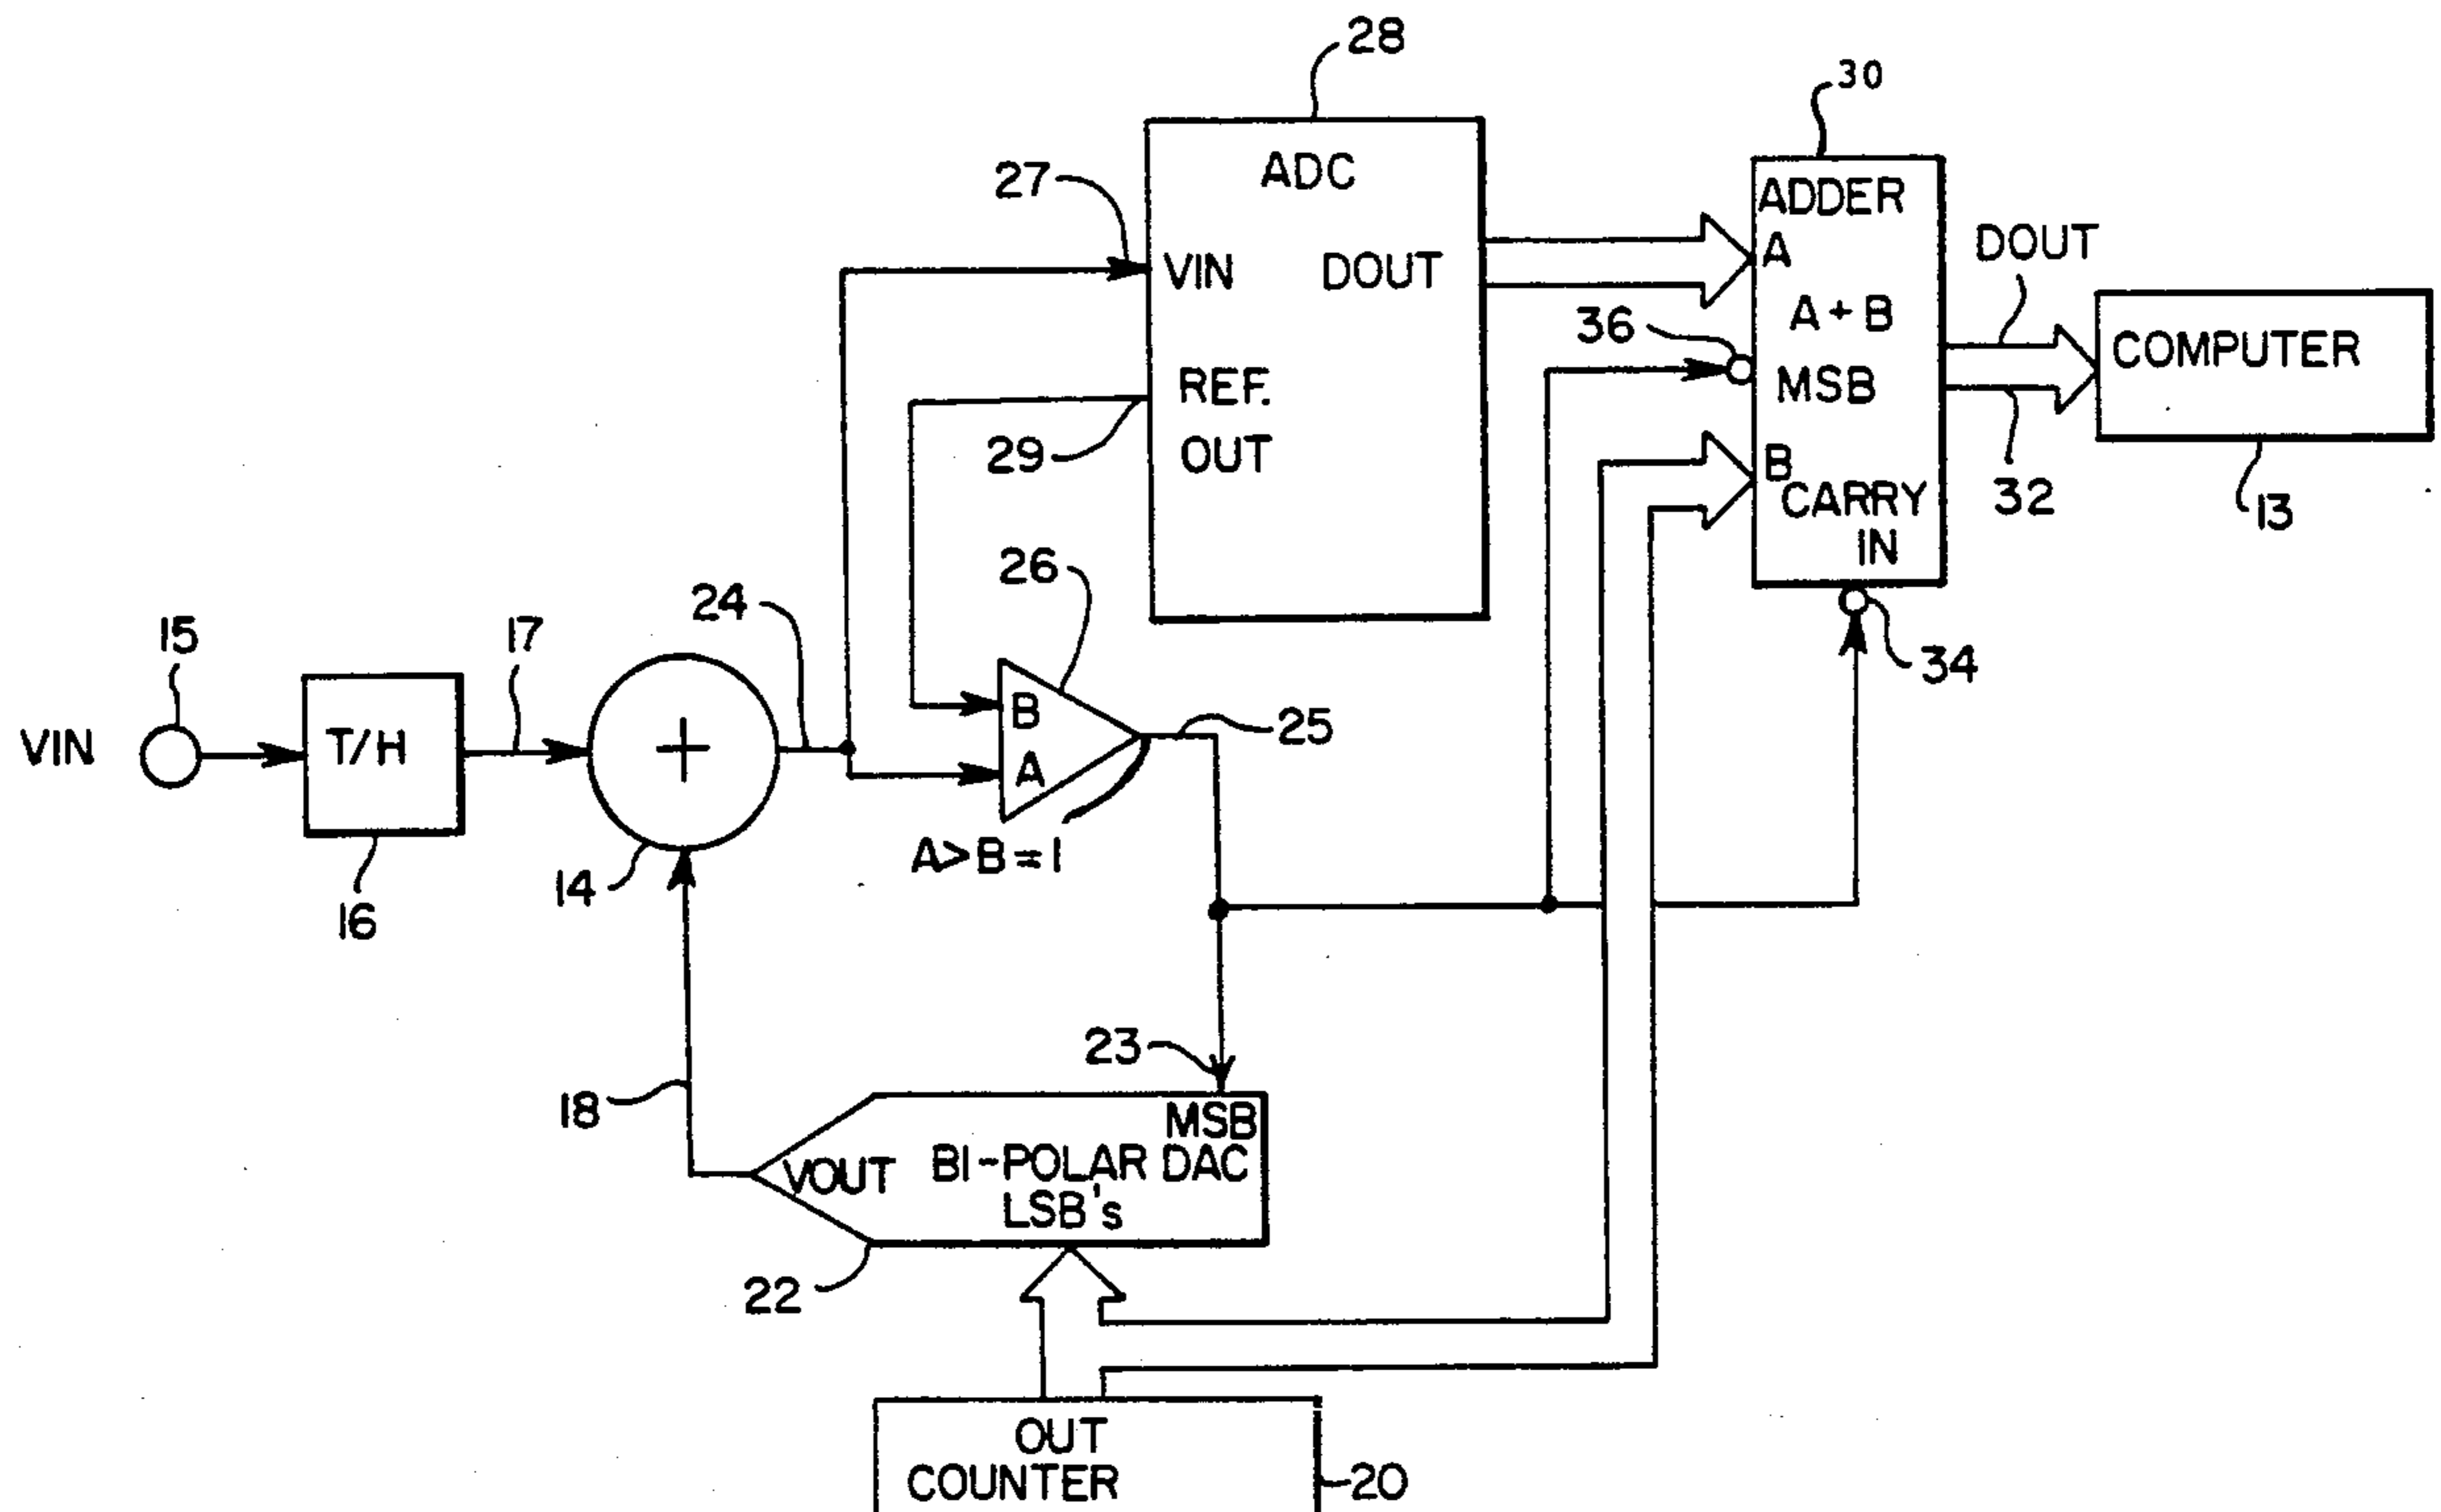 28
30
ADC
27
ADDER
VIN
DOUT
A
DOUT
36
A + B
COMPUTER
REF.
MSB
29
OUT
B
CARRY
IN
32
13
26
24
15
17
34
VIN
T/H
+
B
A
25
A>B=1
14
16
23
18
MSB
VOUT
BI-POLAR DAC
LSB's
22
OUT
COUNTER
20